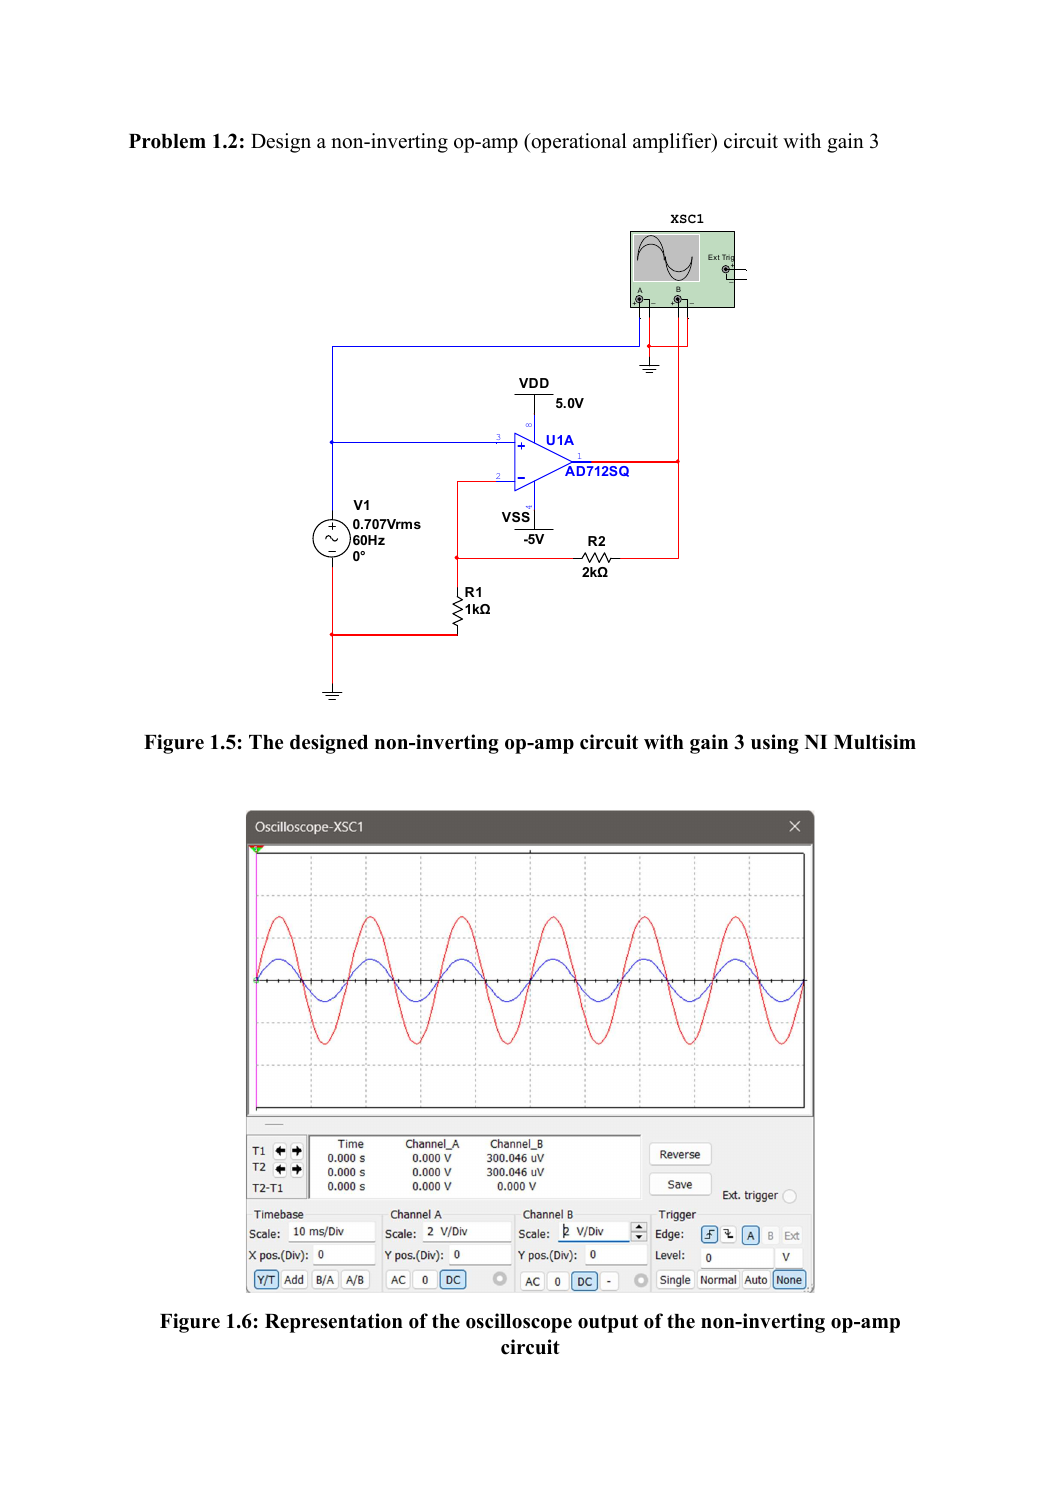 Problem 1.2: Design a non-inverting op-amp (operational amplifier) circuit with gain 3
XSC1
Ext Trig
+
−
A
B
+ − + −
VDD
5.0V
8
3
+
U1A
1
2
−
AD712SQ
4
VSS
-5V
V1
+
−
0.707Vrms
60Hz
0°
R2
2kΩ
R1
1kΩ
Figure 1.5: The designed non-inverting op-amp circuit with gain 3 using NI Multisim
Oscilloscope-XSC1
Time Channel_A Channel_B
T1 0.000 s 0.000 V 300.046 uV
T2 0.000 s 0.000 V 300.046 uV
T2-T1 0.000 s 0.000 V 0.000 V
Reverse
Save
Ext. trigger
Timebase Channel A Channel B Trigger
Scale: 10 ms/Div Scale: 2 V/Div Scale: 2 V/Div Edge: A B Ext
X pos.(Div): 0 Y pos.(Div): 0 Y pos.(Div): 0 Level: 0 V
Y/T Add B/A A/B AC 0 DC AC 0 DC - Single Normal Auto None
Figure 1.6: Representation of the oscilloscope output of the non-inverting op-amp
circuit